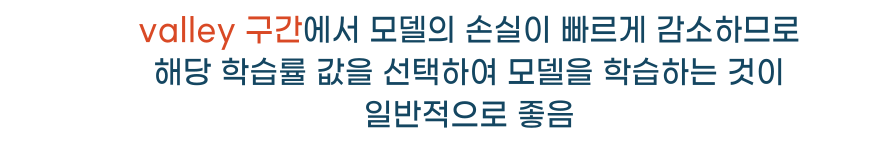 valley 구간에서 모델의 손실이 빠르게 감소하므로
해당 학습률 값을 선택하여 모델을 학습하는 것이
일반적으로 좋음